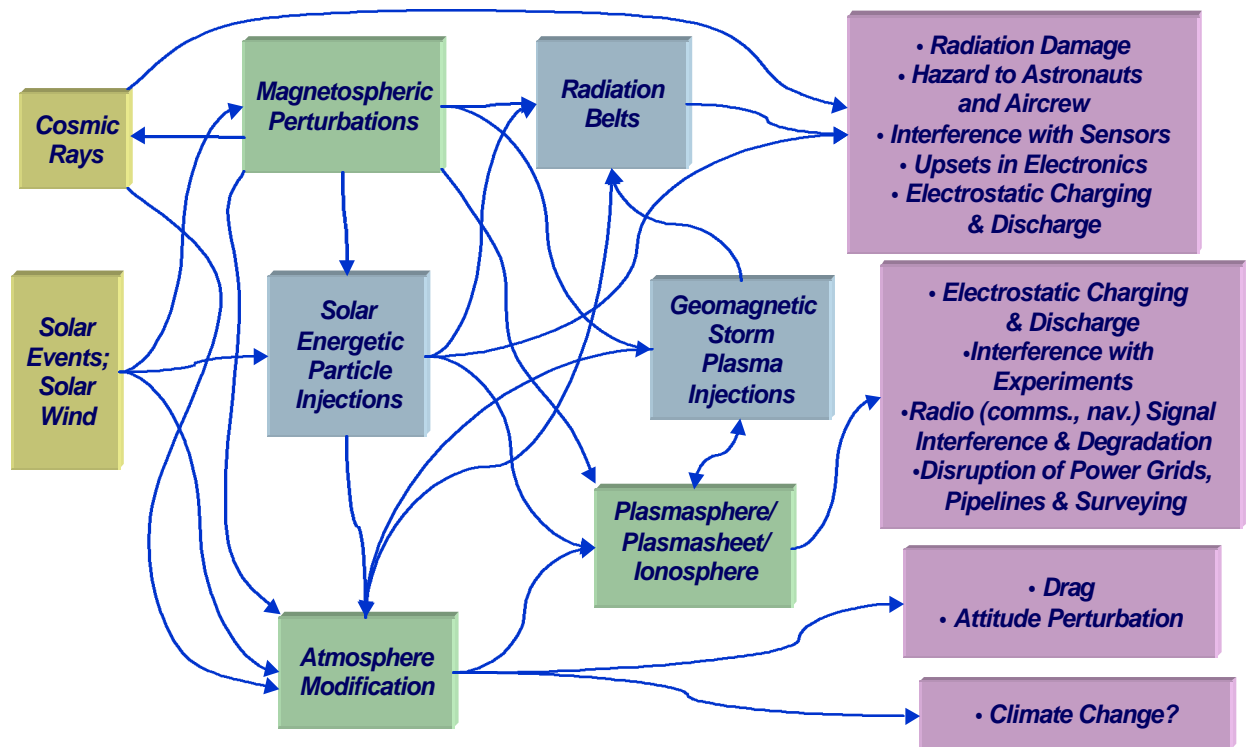 Cosmic
Rays
Solar
Events;
Solar
Wind
Magnetospheric
Perturbations
Solar
Energetic
Particle
Injections
Atmosphere
Modification
Radiation
Belts
Geomagnetic
Storm
Plasma
Injections
Plasmasphere/
Plasmasheet/
Ionosphere
• Radiation Damage
• Hazard to Astronauts
and Aircrew
• Interference with Sensors
• Upsets in Electronics
• Electrostatic Charging
& Discharge
• Electrostatic Charging
& Discharge
•Interference with
Experiments
•Radio (comms., nav.) Signal
Interference & Degradation
•Disruption of Power Grids,
Pipelines & Surveying
• Drag
• Attitude Perturbation
• Climate Change?